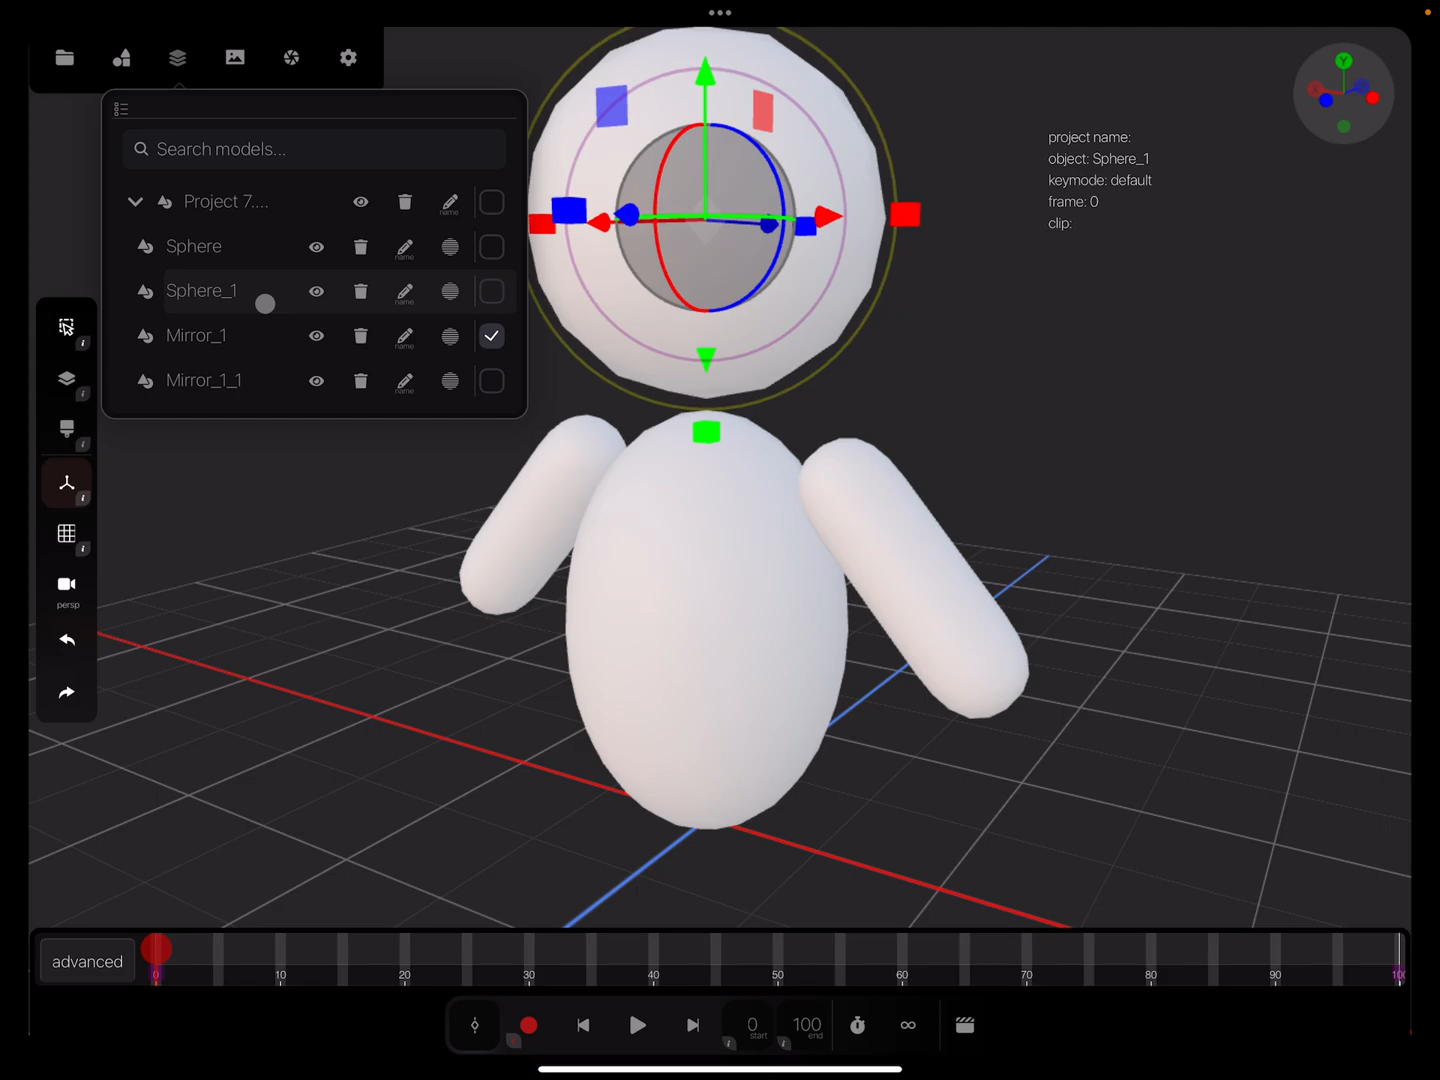 Search models...
Project 7....
name
Sphere
name
Sphere_1
name
Mirror_1
name
Mirror_1_1
name
project name:
object: Sphere_1
keymode: default
frame: 0
clip:
Y
X
i
i
i
i
i
persp
advanced
0 10 20 30 40 50 60 70 80 90 100
0 start
100 end
i
i